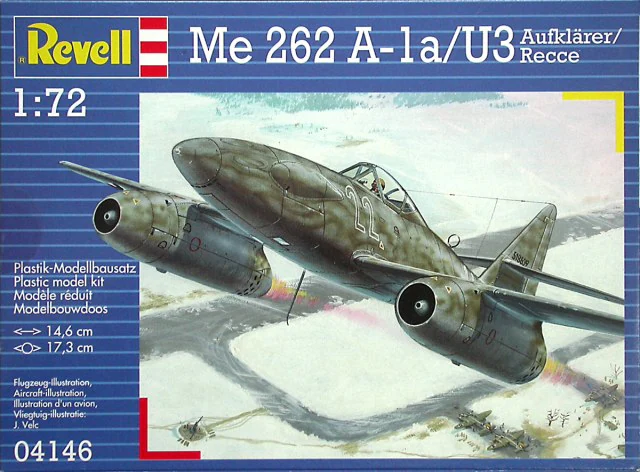 Revell
Me 262 A-1a/U3 Aufklärer/
Recce
1:72
22
Plastik-Modellbausatz
Plastic model kit
Modèle réduit
Modelbouwdoos
<-> 14,6 cm
<O> 17,3 cm
Flugzeug-Illustration,
Aircraft-illustration,
Illustration d'un avion,
Vliegtuig-illustratie:
J. Velc
04146